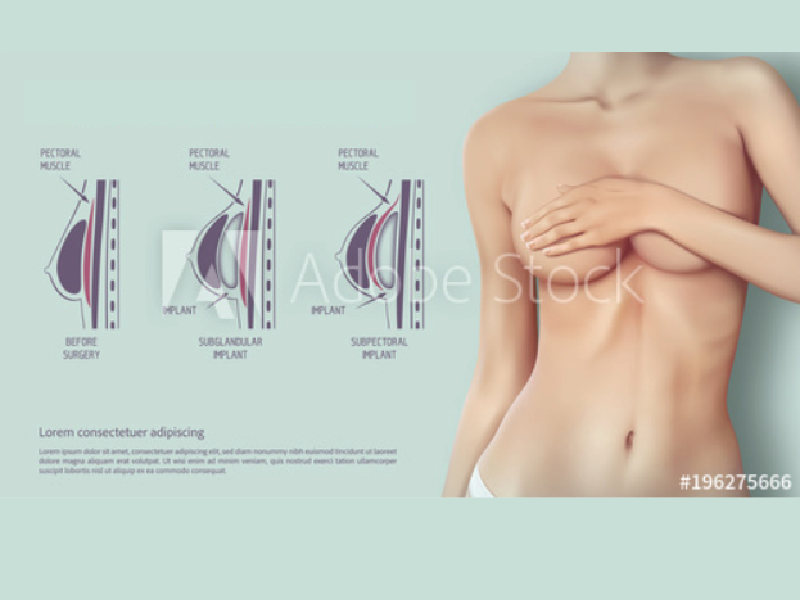 PECTORAL
MUSCLE
PECTORAL
MUSCLE
PECTORAL
MUSCLE
IMPLANT
IMPLANT
BEFORE
SURGERY
SUBGLANDULAR
IMPLANT
SUBPECTORAL
IMPLANT
Adobe Stock
Lorem consectetuer adipiscing
Lorem ipsum dolor sit amet, consectetuer adipiscing elit, sed diam nonummy nibh euismod tincidunt ut laoreet
dolore magna aliquam erat volutpat. Ut wisi enim ad minim veniam, quis nostrud exerci tation ullamcorper
suscipit lobortis nisl ut aliquip ex ea commodo consequat.
#196275666